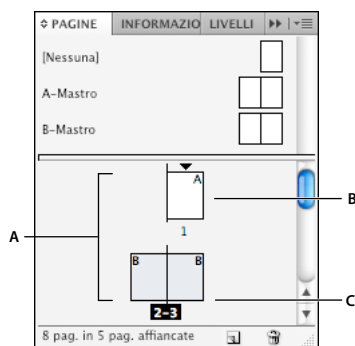 PAGINE INFORMAZIO LIVELLI
[Nessuna]
A-Mastro
B-Mastro
A
B
1
A
B B
C
2-3
8 pag. in 5 pag. affiancate